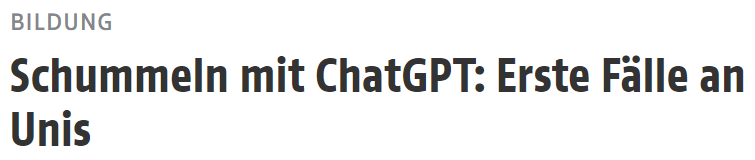 BILDUNG
Schummeln mit ChatGPT: Erste Fälle an
Unis